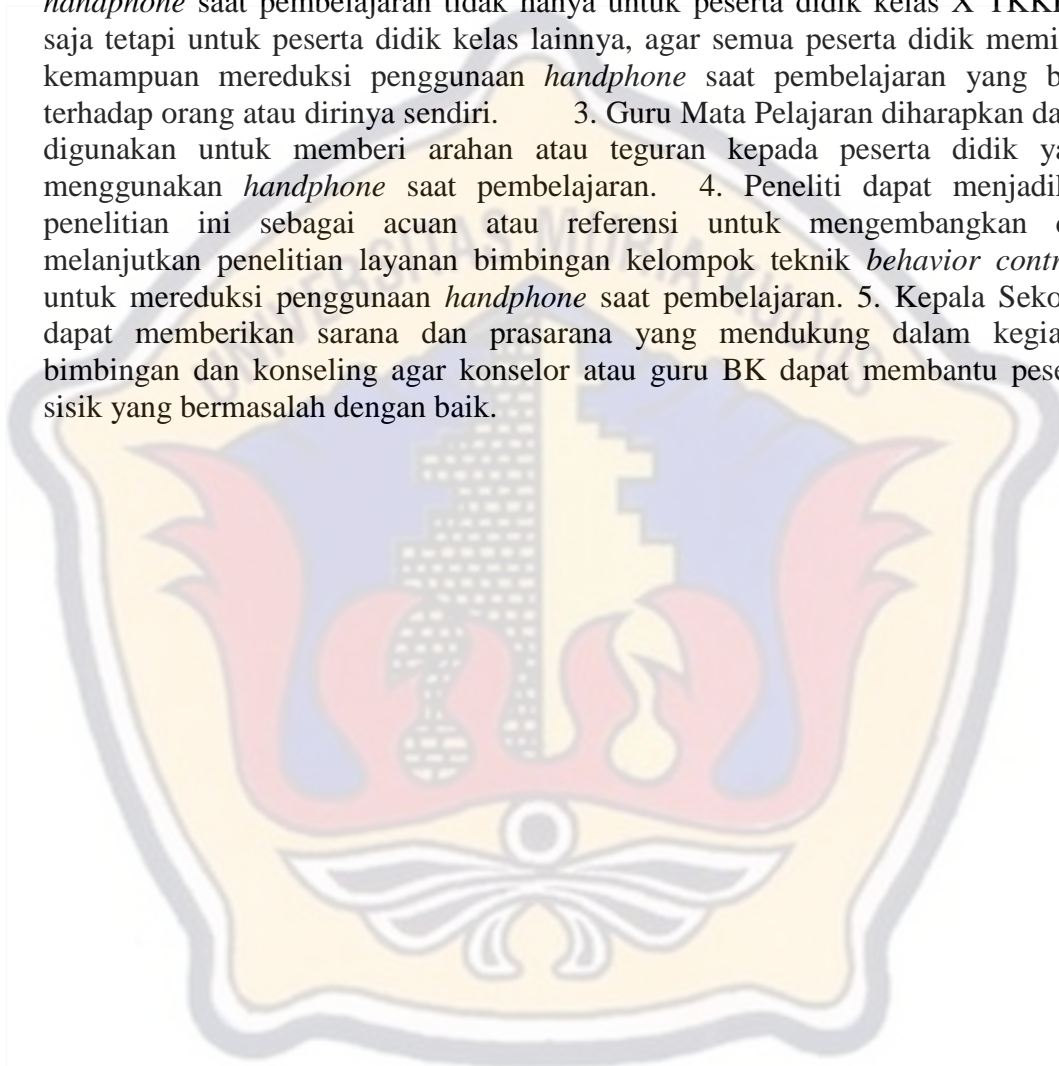 handphone saat pembelajaran tidak hanya untuk peserta didik kelas X TKKR
saja tetapi untuk peserta didik kelas lainnya, agar semua peserta didik memi
kemampuan mereduksi penggunaan handphone saat pembelajaran yang b
terhadap orang atau dirinya sendiri. 3. Guru Mata Pelajaran diharapkan da
digunakan untuk memberi arahan atau teguran kepada peserta didik ya
menggunakan handphone saat pembelajaran. 4. Peneliti dapat menjadik
penelitian ini sebagai acuan atau referensi untuk mengembangkan d
melanjutkan penelitian layanan bimbingan kelompok teknik behavior contr
untuk mereduksi penggunaan handphone saat pembelajaran. 5. Kepala Seko
dapat memberikan sarana dan prasarana yang mendukung dalam kegia
bimbingan dan konseling agar konselor atau guru BK dapat membantu pese
sisik yang bermasalah dengan baik.
UNIVERSITAS MURIA KUDUS